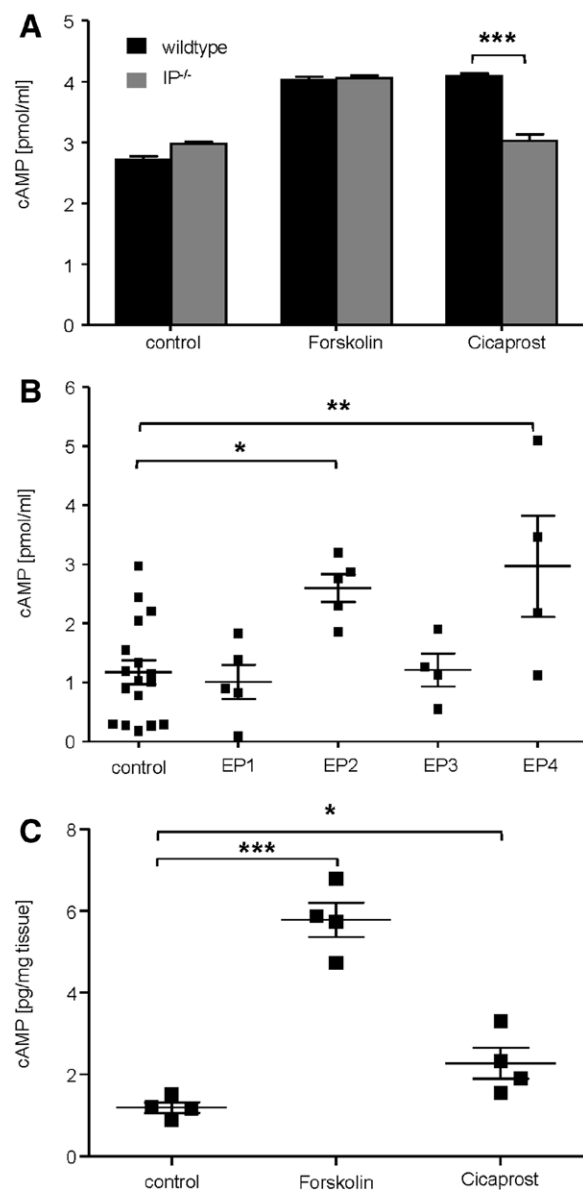 A
wildtype
IP-/-
***
cAMP [pmol/ml]
5
4
3
2
1
0
control Forskolin Cicaprost
B
**
*
cAMP [pmol/ml]
6
5
4
3
2
1
0
control EP1 EP2 EP3 EP4
C
*
***
cAMP [pg/mg tissue]
8
6
4
2
0
control Forskolin Cicaprost